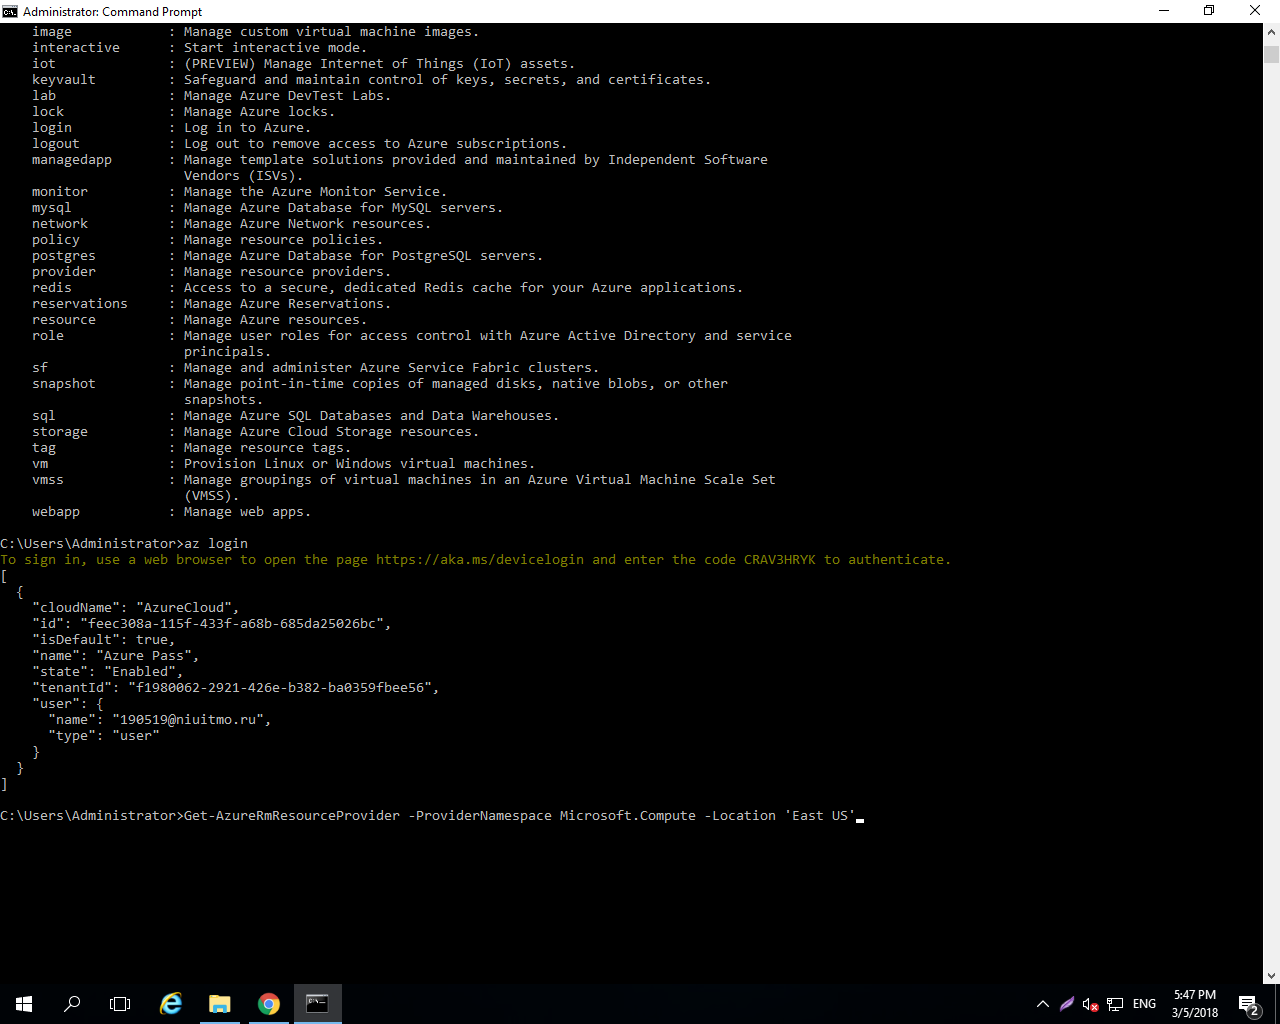 Administrator: Command Prompt
image : Manage custom virtual machine images.
interactive : Start interactive mode.
iot : (PREVIEW) Manage Internet of Things (IoT) assets.
keyvault : Safeguard and maintain control of keys, secrets, and certificates.
lab : Manage Azure DevTest Labs.
lock : Manage Azure locks.
login : Log in to Azure.
logout : Log out to remove access to Azure subscriptions.
managedapp : Manage template solutions provided and maintained by Independent Software
Vendors (ISVs).
monitor : Manage the Azure Monitor Service.
mysql : Manage Azure Database for MySQL servers.
network : Manage Azure Network resources.
policy : Manage resource policies.
postgres : Manage Azure Database for PostgreSQL servers.
provider : Manage resource providers.
redis : Access to a secure, dedicated Redis cache for your Azure applications.
reservations : Manage Azure Reservations.
resource : Manage Azure resources.
role : Manage user roles for access control with Azure Active Directory and service
principals.
sf : Manage and administer Azure Service Fabric clusters.
snapshot : Manage point-in-time copies of managed disks, native blobs, or other
snapshots.
sql : Manage Azure SQL Databases and Data Warehouses.
storage : Manage Azure Cloud Storage resources.
tag : Manage resource tags.
vm : Provision Linux or Windows virtual machines.
vmss : Manage groupings of virtual machines in an Azure Virtual Machine Scale Set
(VMSS).
webapp : Manage web apps.
C:\Users\Administrator>az login
To sign in, use a web browser to open the page https://aka.ms/devicelogin and enter the code CRAV3HRYK to authenticate.
[
{
"cloudName": "AzureCloud",
"id": "feec308a-115f-433f-a68b-685da25026bc",
"isDefault": true,
"name": "Azure Pass",
"state": "Enabled",
"tenantId": "f1980062-2921-426e-b382-ba0359fbee56",
"user": {
"name": "190519@niuitmo.ru",
"type": "user"
}
}
]
C:\Users\Administrator>Get-AzureRmResourceProvider -ProviderNamespace Microsoft.Compute -Location 'East US'
ENG
5:47 PM
3/5/2018
2